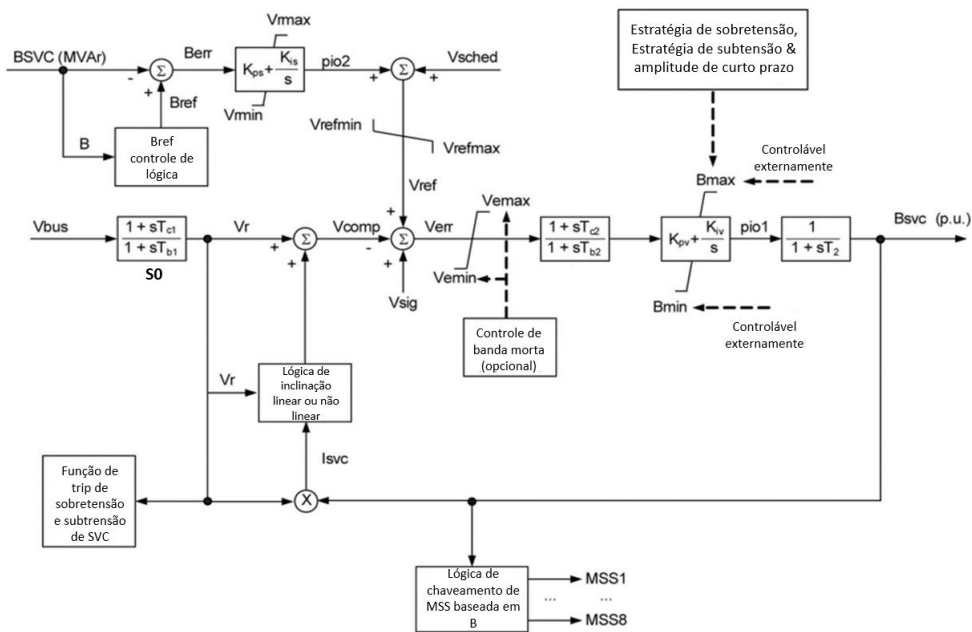 Vrmax
Estratégia de sobretensão,
Estratégia de subtensão &
amplitude de curto prazo
BSVC (MVAr)
Berr
Kps + Kis/s
pio2
Vsched
-
Σ
+
+
Σ
+
Bref
Vrmin
B
Bref
controle de
lógica
Vrefmin
Vrefmax
Controlável
externamente
Bmax
Vref
Vemax
Vbus
1 + sTc1
1 + sTb1
S0
Vr
+
Σ
+
Vcomp
-
+
Σ
+
Verr
1 + sTc2
1 + sTb2
Kpv + Kiv/s
pio1
1
1 + sT2
Bsvc (p.u.)
Vemin
Vsig
Bmin
Controlável
externamente
Controle de
banda morta
(opcional)
Vr
Lógica de
inclinação
linear ou não
linear
Isvc
Função de
trip de
sobretensão
e subtrensão
de SVC
X
Lógica de
chaveamento de
MSS baseada em
B
MSS1
...
...
MSS8